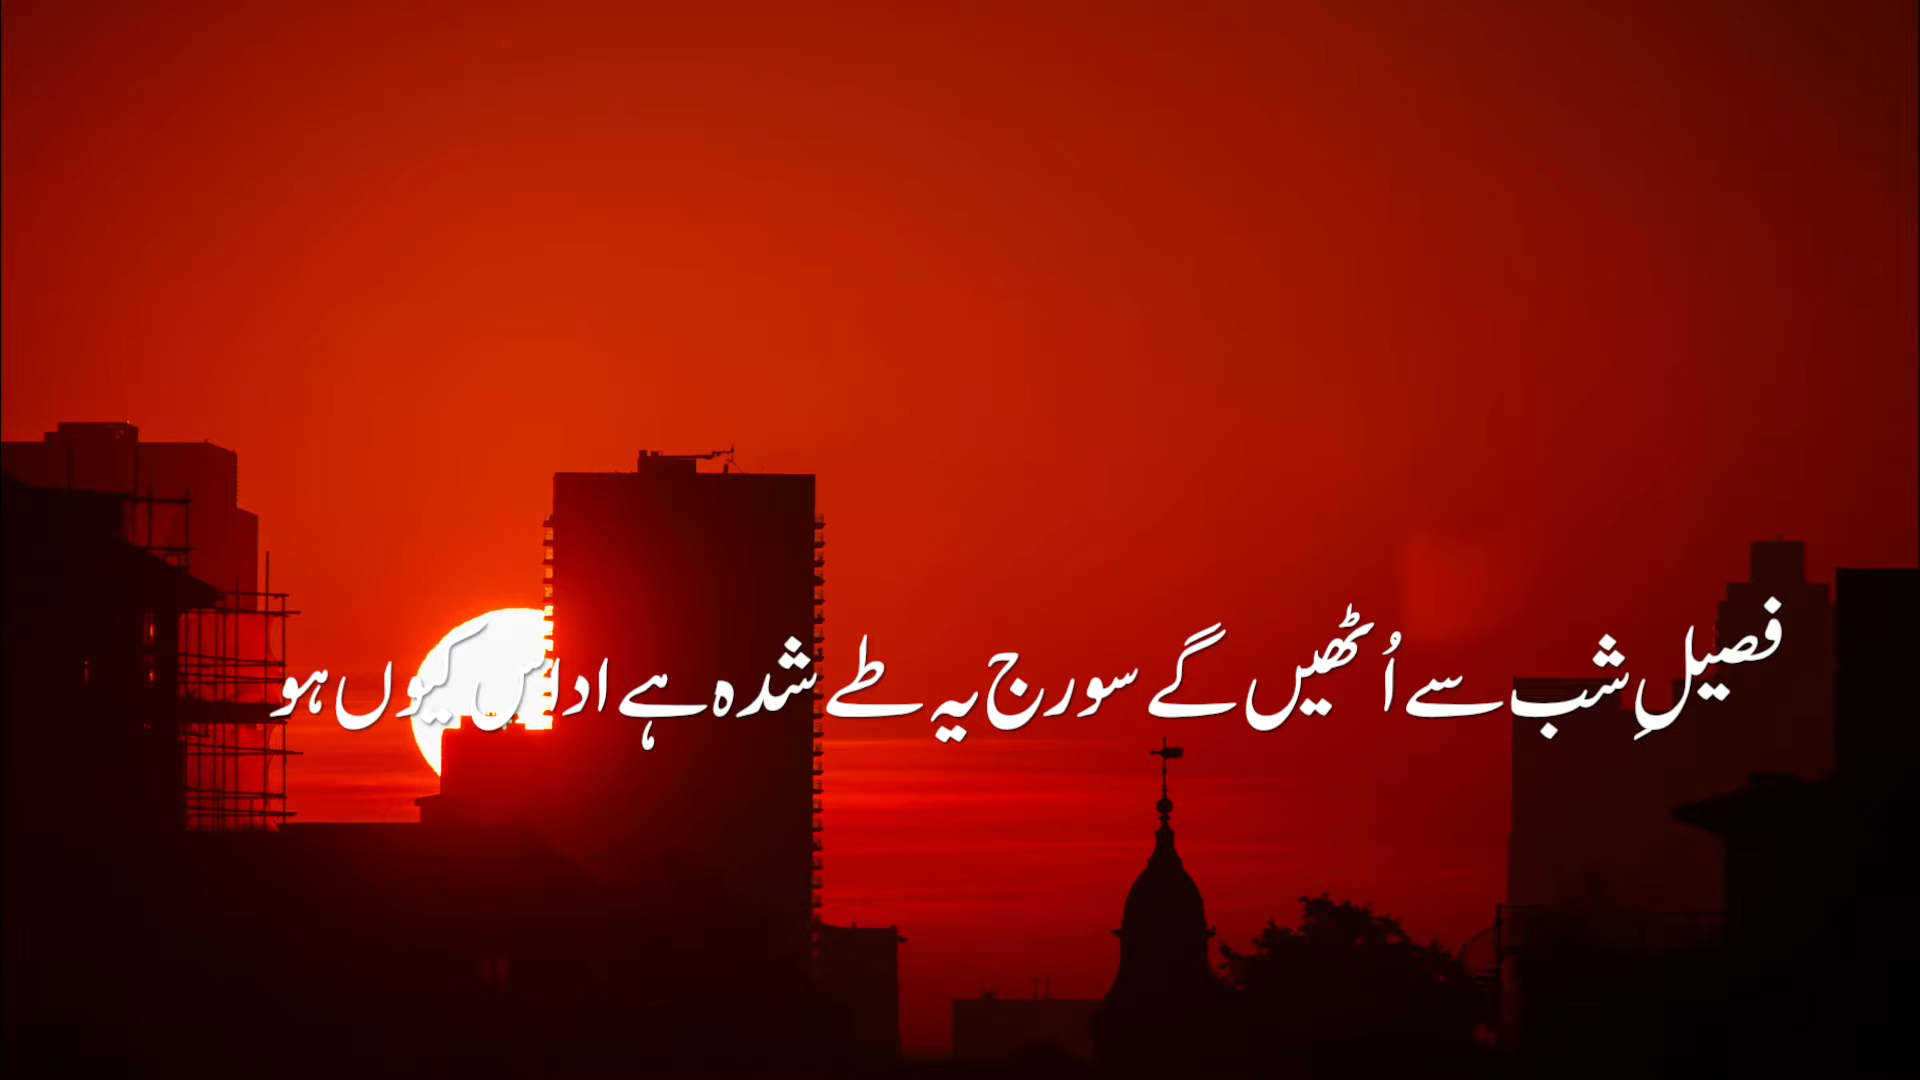 فصیلِ شب سے اُٹھیں گے سورج یہ طے شدہ ہے اداس کیوں ہو